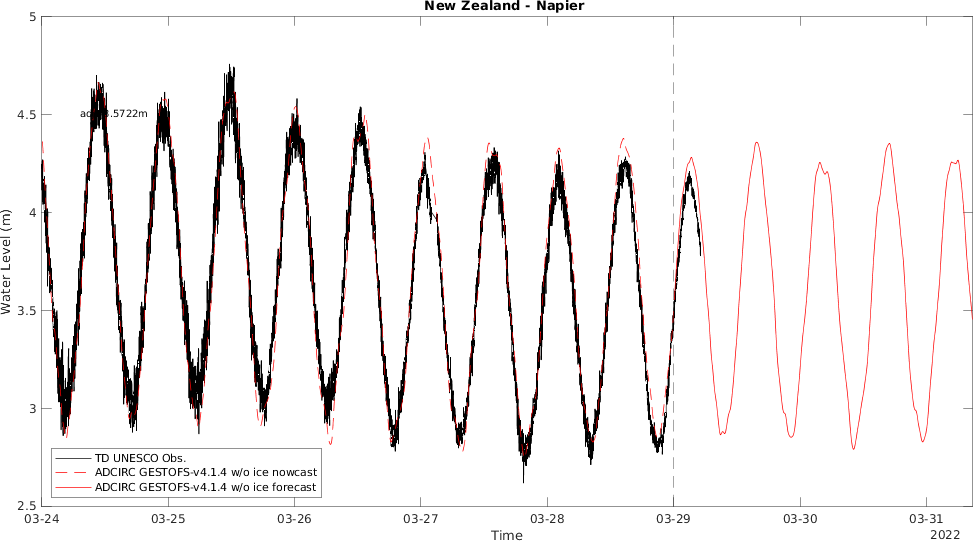 New Zealand - Napier
5
4.5
4
3.5
3
2.5
Water Level (m)
5722m
TD UNESCO Obs.
ADCIRC GESTOFS-v4.1.4 w/o ice nowcast
ADCIRC GESTOFS-v4.1.4 w/o ice forecast
03-24 03-25 03-26 03-27 03-28 03-29 03-30 03-31
Time
2022